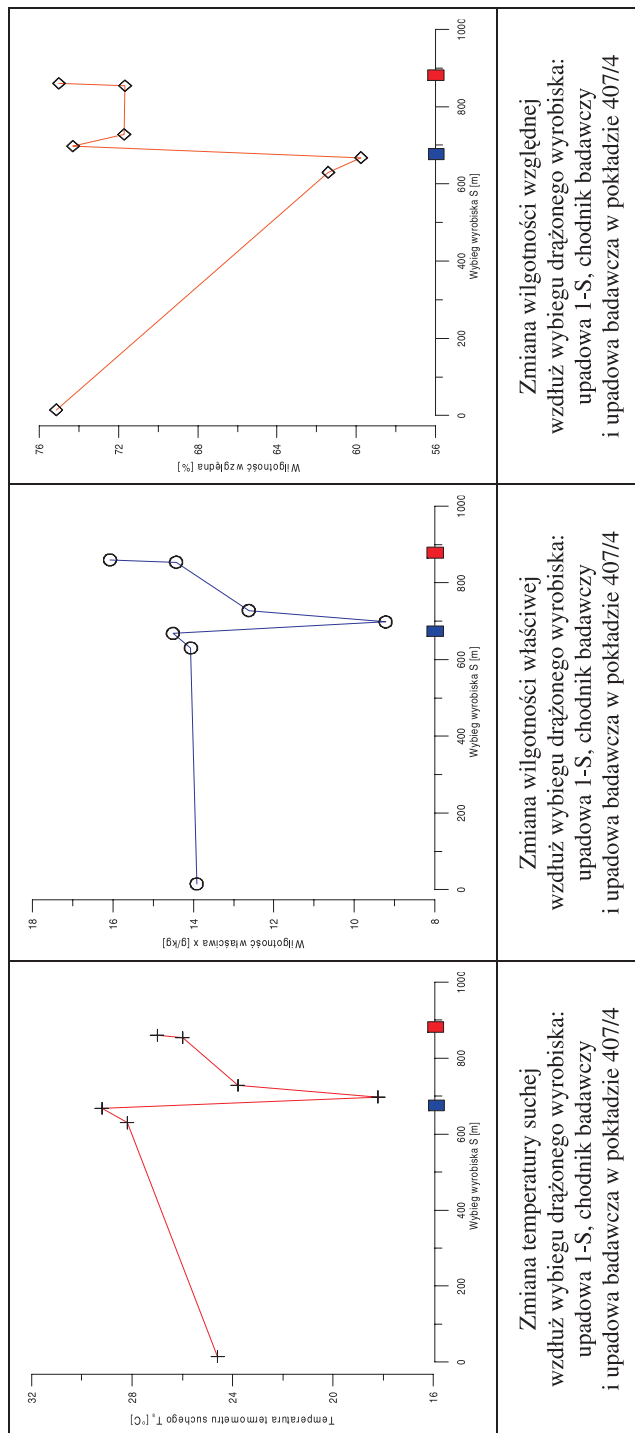 32
28
24
20
16
Temperatura termometru suchego Ts [°C]
0
200
400
600
800
1000
Wybieg wyrobiska S [m]
Zmiana temperatury suchej
wzdłuż wybiegu drążonego wyrobiska:
upadowa 1-S, chodnik badawczy
i upadowa badawcza w pokładzie 407/4
18
16
14
12
10
8
Wilgotność właściwa x [g/kg]
0
200
400
600
800
1000
Wybieg wyrobiska S [m]
Zmiana wilgotności właściwej
wzdłuż wybiegu drążonego wyrobiska:
upadowa 1-S, chodnik badawczy
i upadowa badawcza w pokładzie 407/4
76
72
68
64
60
56
Wilgotność względna [%]
0
200
400
600
800
1000
Wybieg wyrobiska S [m]
Zmiana wilgotności względnej
wzdłuż wybiegu drążonego wyrobiska:
upadowa 1-S, chodnik badawczy
i upadowa badawcza w pokładzie 407/4